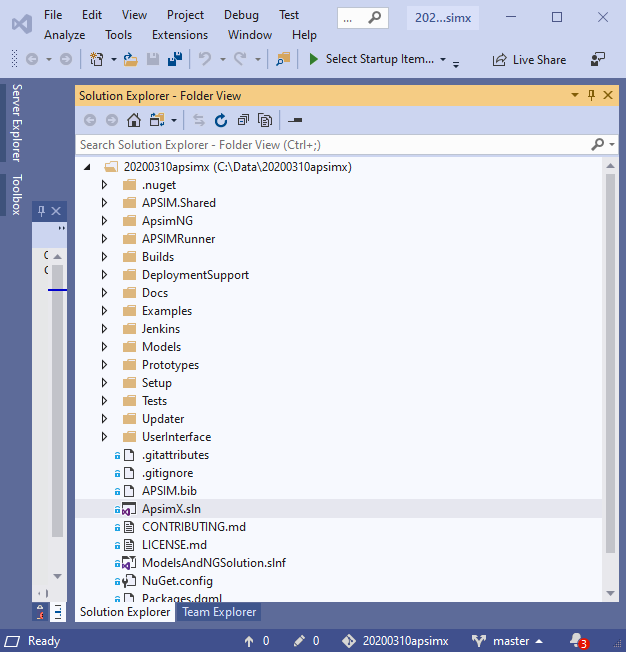 File Edit View Project Debug Test ... 202...simx
Analyze Tools Extensions Window Help
Select Startup Item... Live Share
Server Explorer
Toolbox
Solution Explorer - Folder View
Search Solution Explorer - Folder View (Ctrl+;)
20200310apsimx (C:\Data\20200310apsimx)
.nuget
APSIM.Shared
ApsimNG
APSIMRunner
Builds
DeploymentSupport
Docs
Examples
Jenkins
Models
Prototypes
Setup
Tests
Updater
UserInterface
.gitattributes
.gitignore
APSIM.bib
ApsimX.sln
CONTRIBUTING.md
LICENSE.md
ModelsAndNGSolution.slnf
NuGet.config
Packages.dgml
Solution Explorer Team Explorer
Ready 0 0 20200310apsimx master 3